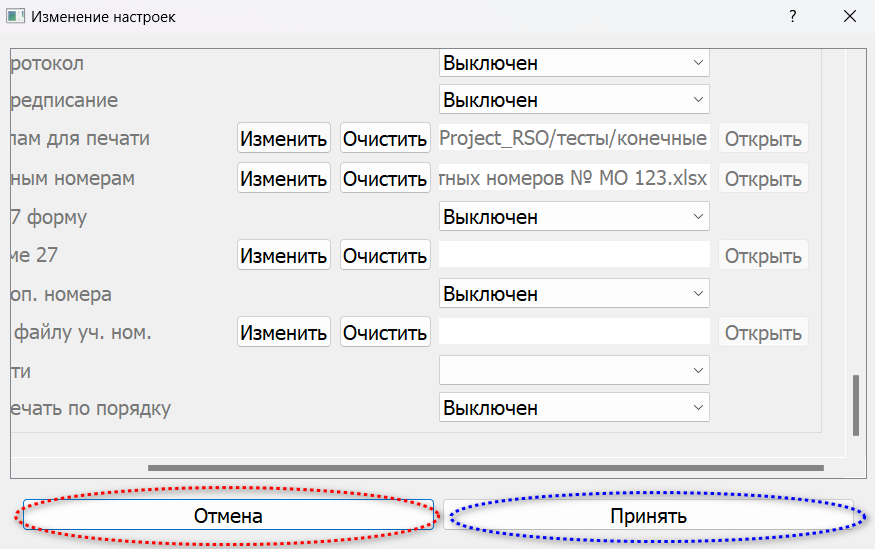 Изменение настроек ?
ротокол Выключен
редписание Выключен
пам для печати Изменить Очистить Project_RSO/тесты/конечные Открыть
ным номерам Изменить Очистить тных номеров № МО 123.xlsx Открыть
7 форму Выключен
ме 27 Изменить Очистить Открыть
оп. номера Выключен
файлу уч. ном. Изменить Очистить Открыть
ти
ечать по порядку Выключен
Отмена Принять